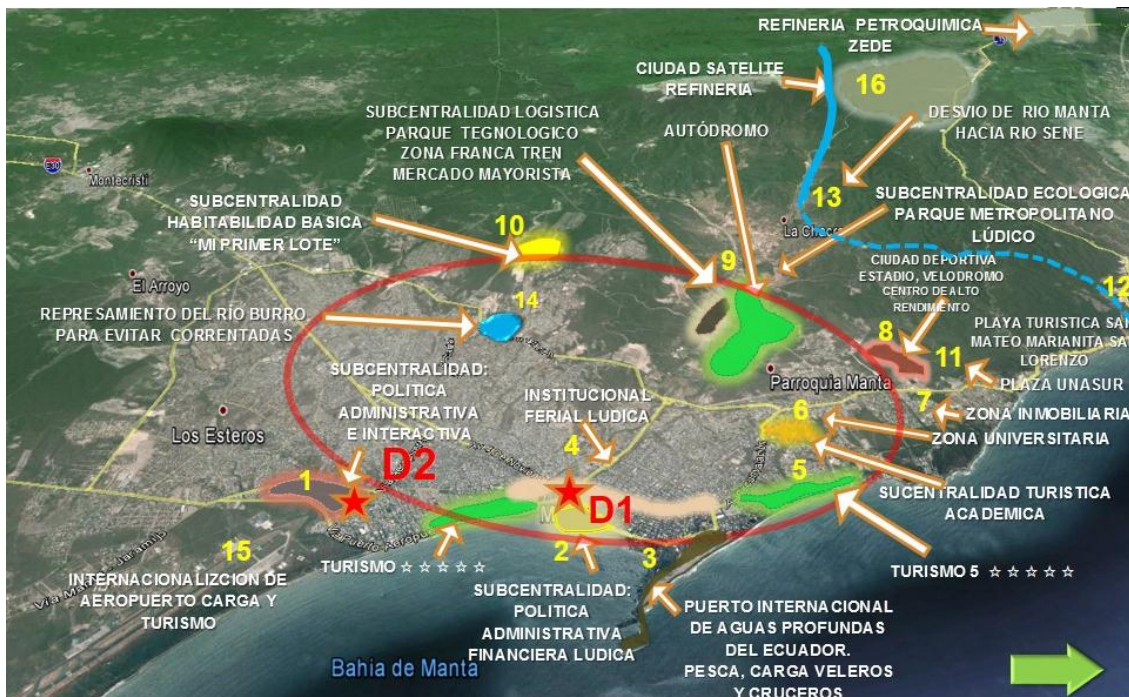 REFINERIA PETROQUIMICA
ZEDE
CIUDAD SATELITE
REFINERIA
16
SUBCENTRALIDAD LOGISTICA
PARQUE TEGNOLOGICO
ZONA FRANCA TREN
MERCADO MAYORISTA
AUTÓDROMO
DESVIO DE RIO MANTA
HACIA RIO SENE
E30
Montecristi
SUBCENTRALIDAD
HABITABILIDAD BASICA
“MI PRIMER LOTE”
10
13
La Chacra
SUBCENTRALIDAD ECOLOGICA
PARQUE METROPOLITANO
LÚDICO
9
CIUDAD DEPORTIVA
ESTADIO, VELODROMO
CENTRO DE ALTO
RENDIMIENTO
12
El Arroyo
14
REPRESAMIENTO DEL RÍO BURRO
PARA EVITAR CORRENTADAS
8
11
PLAYA TURISTICA SAN
MATEO MARIANITA SA
LORENZO
SUBCENTRALIDAD:
POLITICA
ADMINISTRATIVA
E INTERACTIVA
INSTITUCIONAL
FERIAL LUDICA
Parroquia Manta
PLAZA UNASUR
7
ZONA INMOBILIARIA
6
ZONA UNIVERSITARIA
Los Esteros
4
D2
1
5
SUCENTRALIDAD TURISTICA
ACADEMICA
D1
M
15
INTERNACIONALIZCION DE
AEROPUERTO CARGA Y
TURISMO
TURISMO ☆ ☆ ☆ ☆ ☆
2
3
TURISMO 5 ☆ ☆ ☆ ☆ ☆
SUBCENTRALIDAD:
POLITICA
ADMINISTRATIVA
FINANCIERA LUDICA
PUERTO INTERNACIONAL
DE AGUAS PROFUNDAS
DEL ECUADOR.
PESCA, CARGA VELEROS
Y CRUCEROS
Bahia de Manta